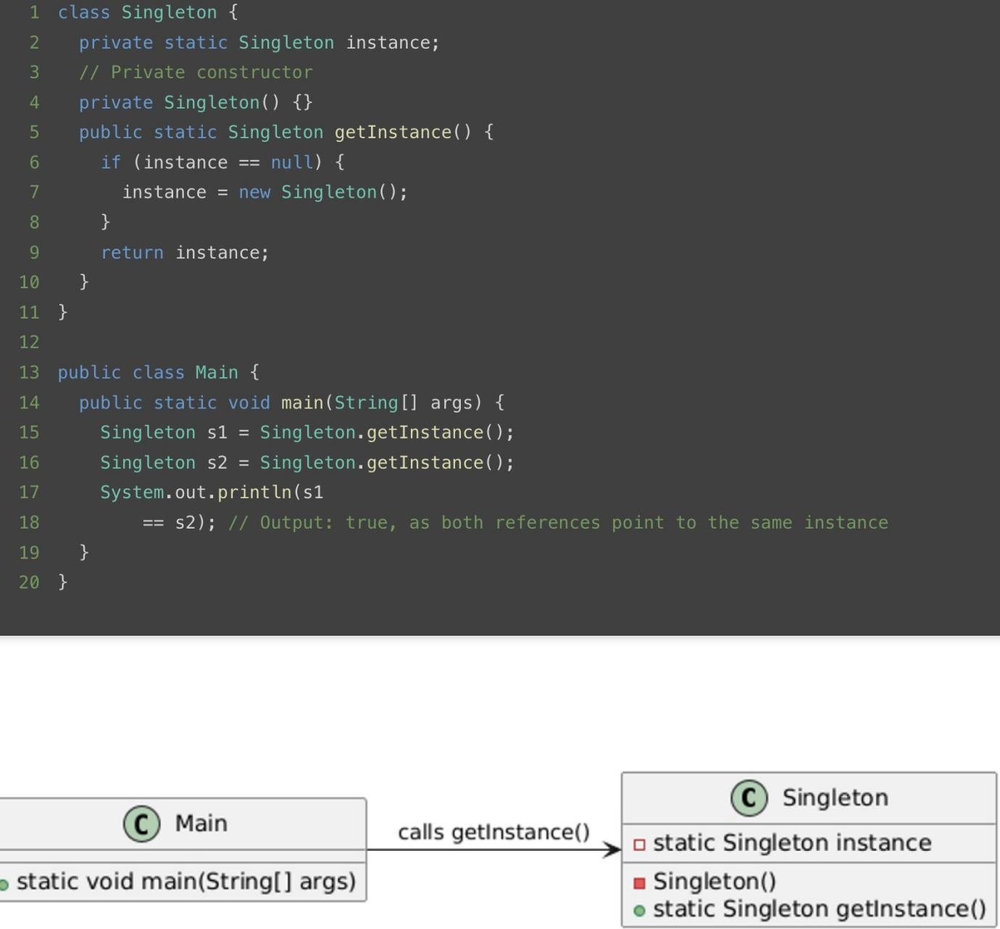 1 class Singleton {
2   private static Singleton instance;
3   // Private constructor
4   private Singleton() {}
5   public static Singleton getInstance() {
6     if (instance == null) {
7       instance = new Singleton();
8     }
9     return instance;
10   }
11 }
12
13 public class Main {
14   public static void main(String[] args) {
15     Singleton s1 = Singleton.getInstance();
16     Singleton s2 = Singleton.getInstance();
17     System.out.println(s1
18         == s2); // Output: true, as both references point to the same instance
19   }
20 }
C Main
static void main(String[] args)
calls getInstance()
C Singleton
static Singleton instance
Singleton()
static Singleton getInstance()